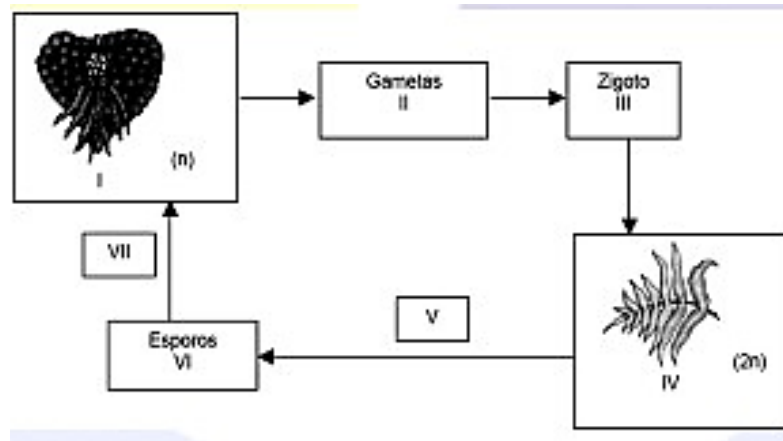 Gametas
II
Zigoto
III
I
(n)
VII
V
Esporos
VI
IV
(2n)